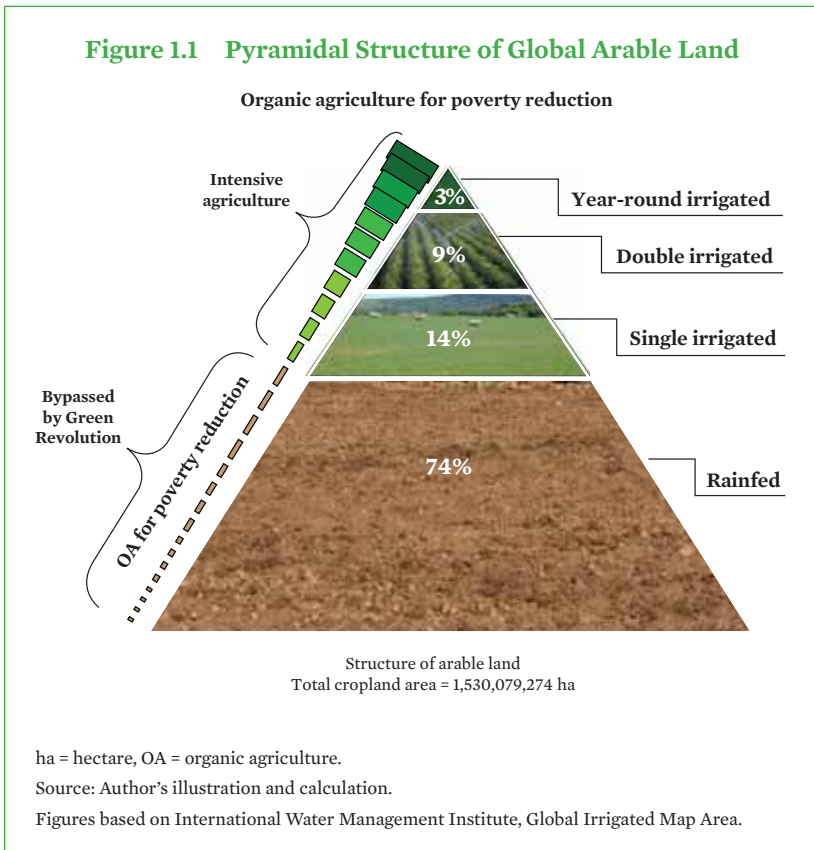 Figure 1.1 Pyramidal Structure of Global Arable Land
Organic agriculture for poverty reduction
Intensive
agriculture
3%
Year-round irrigated
9%
Double irrigated
14%
Single irrigated
Bypassed
by Green
Revolution
OA for poverty reduction
74%
Rainfed
Structure of arable land
Total cropland area = 1,530,079,274 ha
ha = hectare, OA = organic agriculture.
Source: Author’s illustration and calculation.
Figures based on International Water Management Institute, Global Irrigated Map Area.